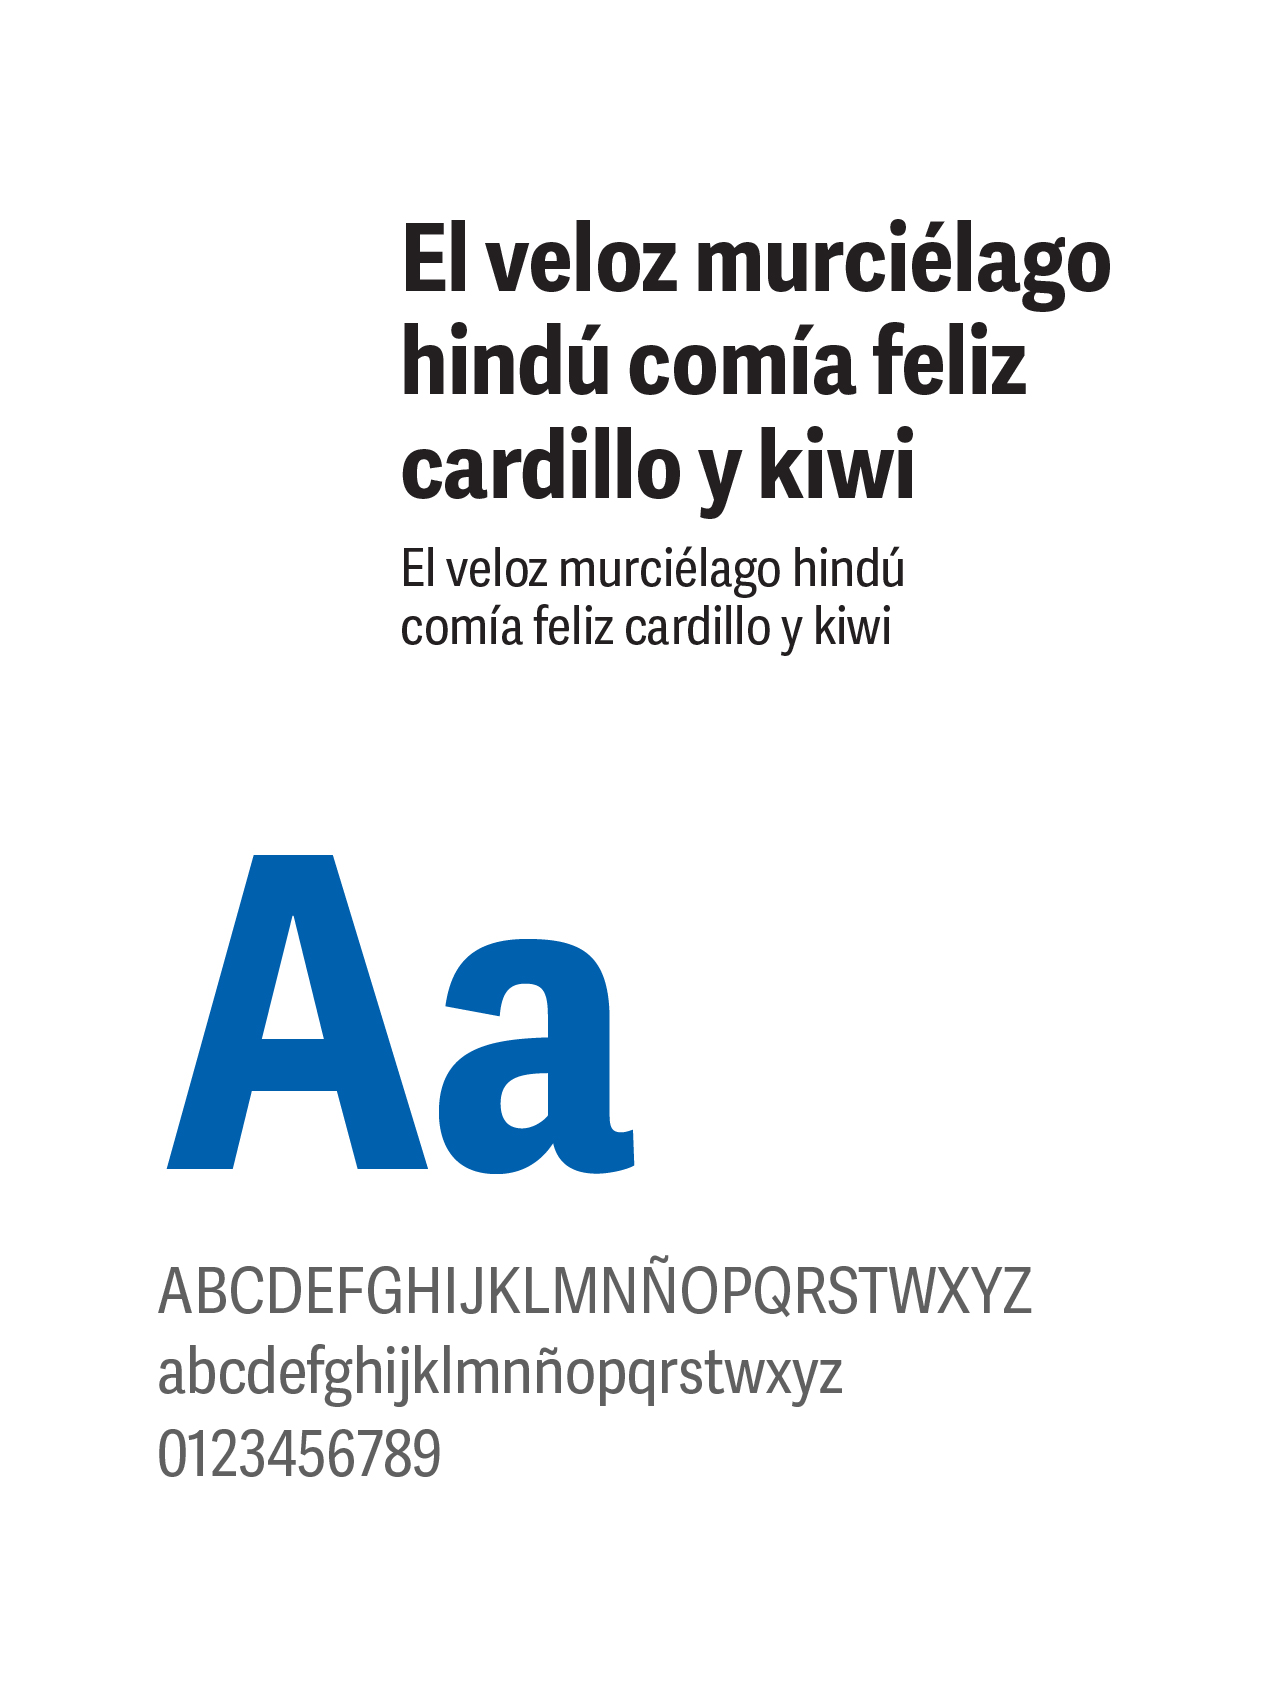 El veloz murciélago
hindú comía feliz
cardillo y kiwi
El veloz murciélago hindú
comía feliz cardillo y kiwi
Aa
ABCDEFGHIJKLMNÑOPQRSTWXYZ
abcdefghijklmnñopqrstwxyz
0123456789